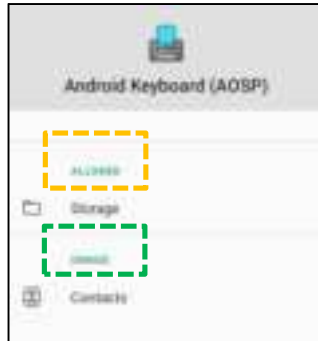 Android Keyboard (AOSP)
ALLOWED
Storage
DENIED
Contacts